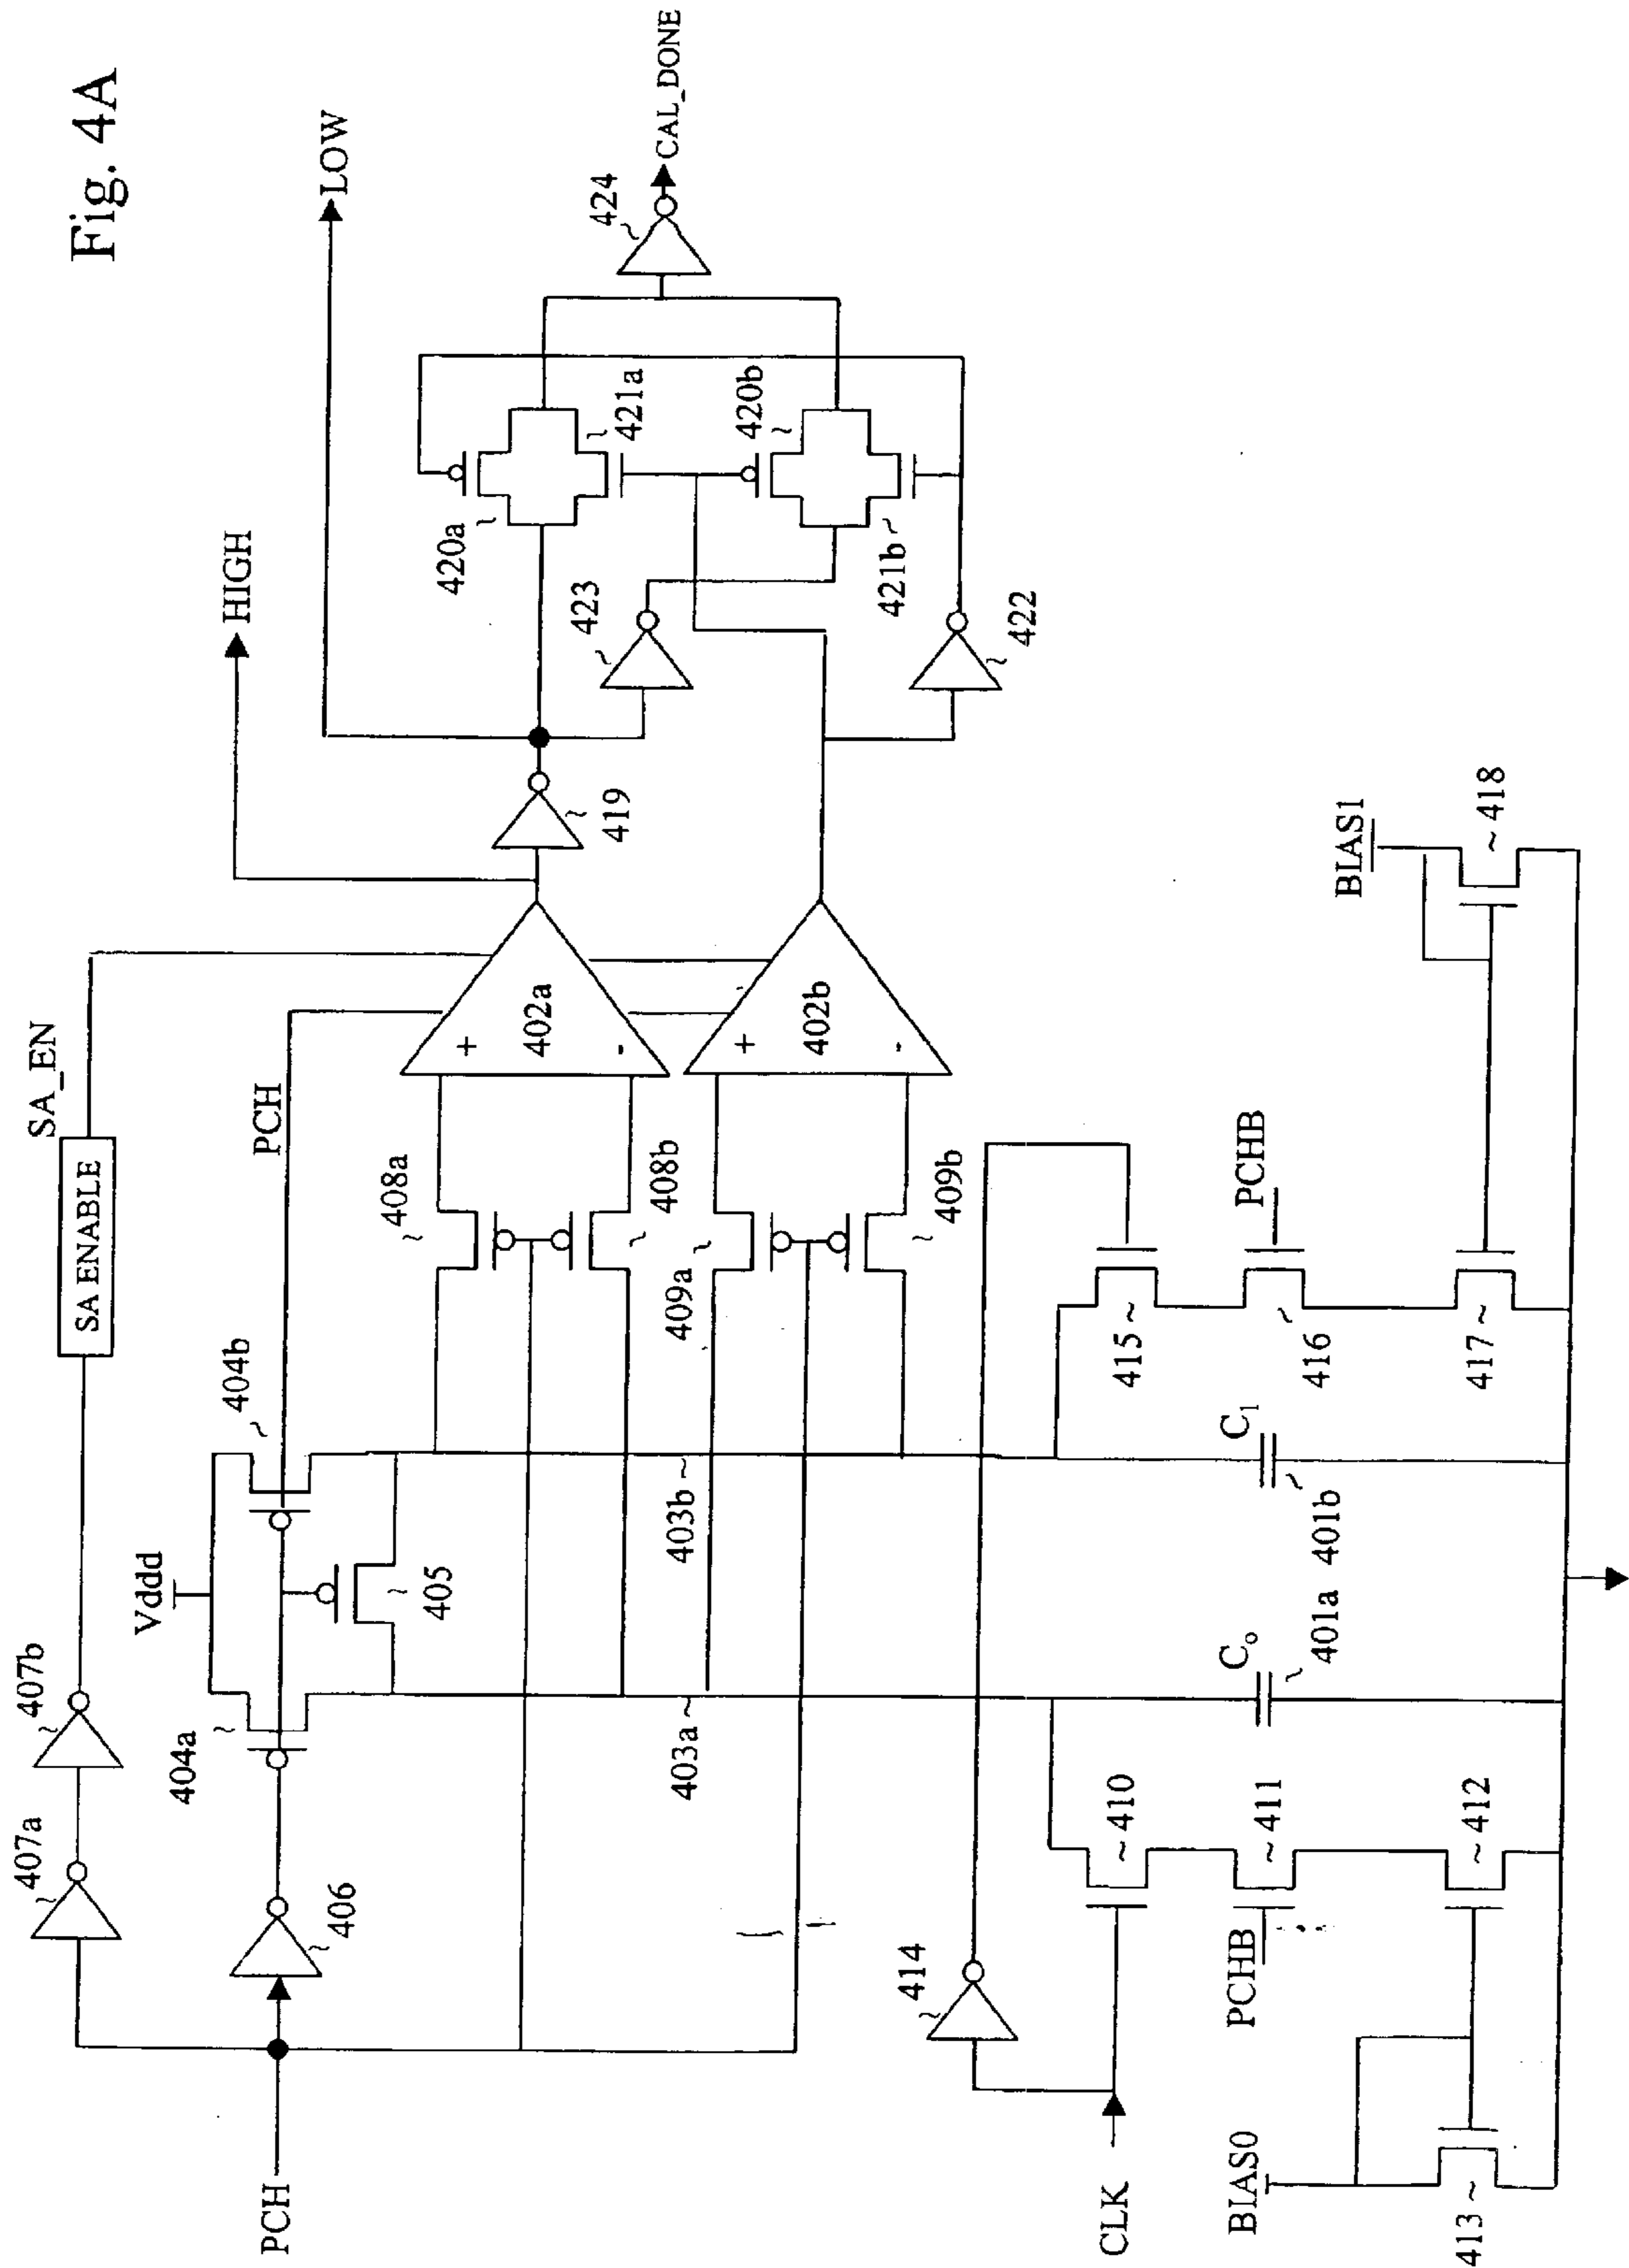 Fig. 4A
SA_EN
SA ENABLE
407a
407b
Vddd
404a
404b
PCH
PCH
406
405
403a
403b
408a
408b
409a
409b
+
402a
-
+
402b
-
HIGH
LOW
419
420a
421a
423
420b
421b
422
424
CAL_DONE
CLK
414
410
PCHB
411
412
BIAS0
413
C₀
401a
C₁
401b
415
PCHB
416
417
BIAS1
418